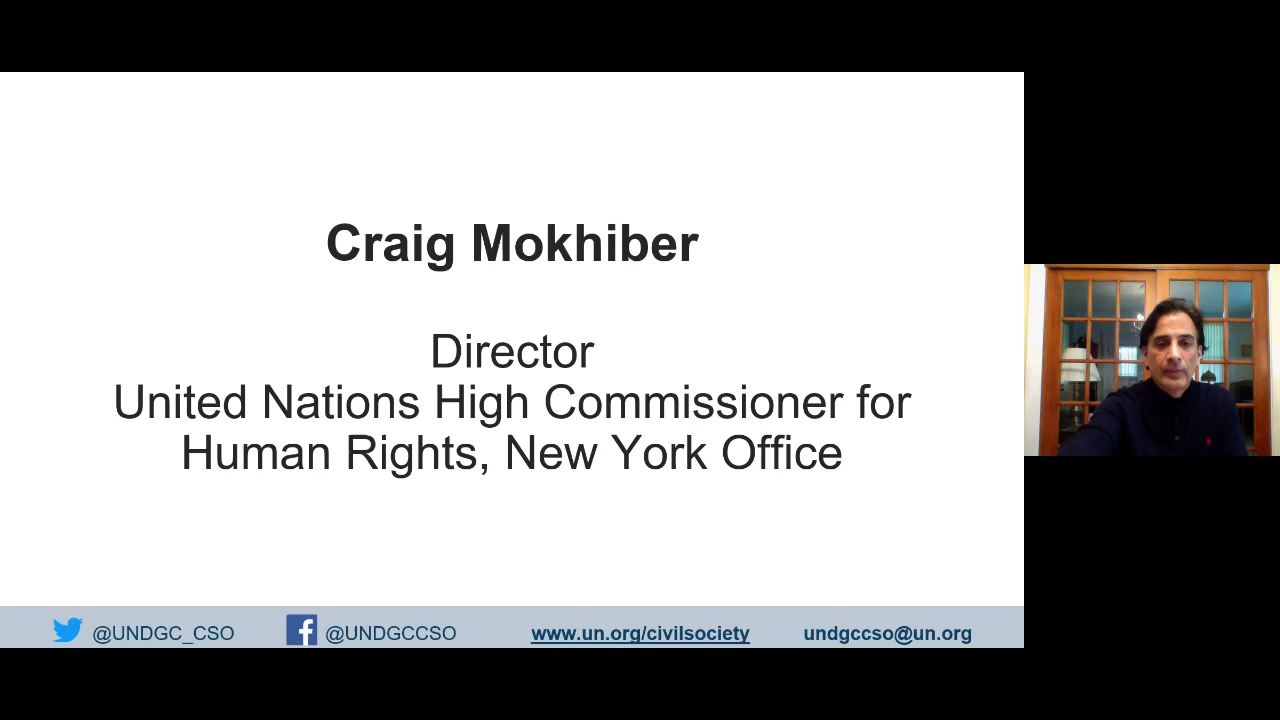 Craig Mokhiber
Director
United Nations High Commissioner for
Human Rights, New York Office
@UNDGC_CSO @UNDGCCSO www.un.org/civilsociety undgccso@un.org